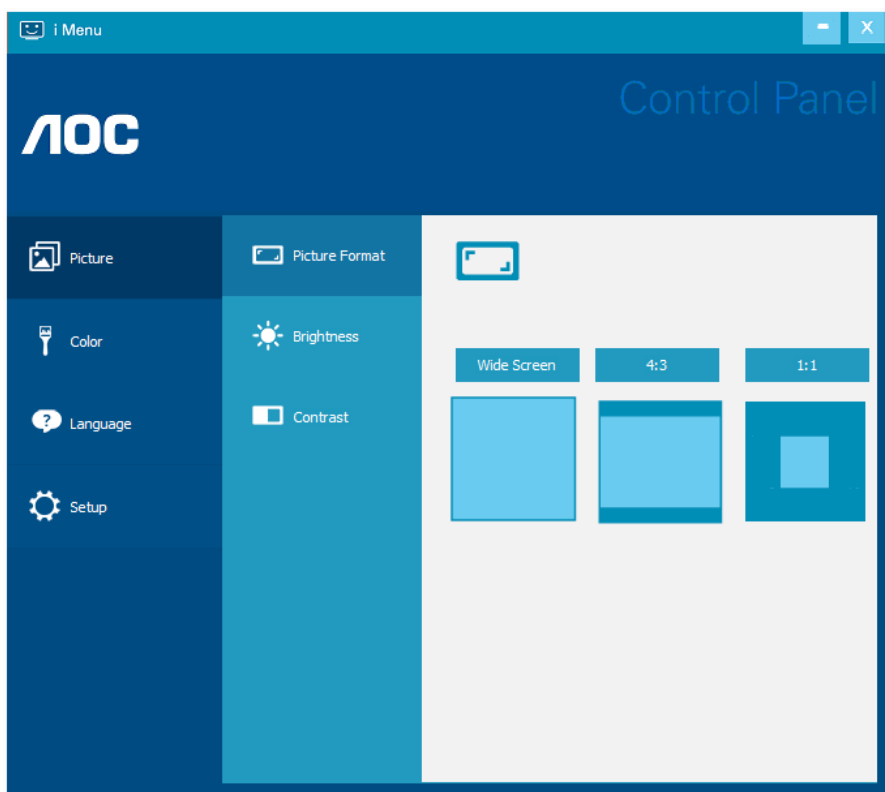 i Menu
X
Control Panel
AOC
Picture
Color
Language
Setup
Picture Format
Brightness
Contrast
Wide Screen
4:3
1:1